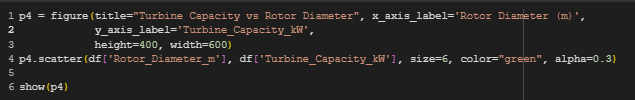 1 p4 = figure(title="Turbine Capacity vs Rotor Diameter", x_axis_label='Rotor Diameter (m)',
2 y_axis_label='Turbine_Capacity_kW',
3 height=400, width=600)
4 p4.scatter(df['Rotor_Diameter_m'], df['Turbine_Capacity_kW'], size=6, color="green", alpha=0.3)
5
6 show(p4)